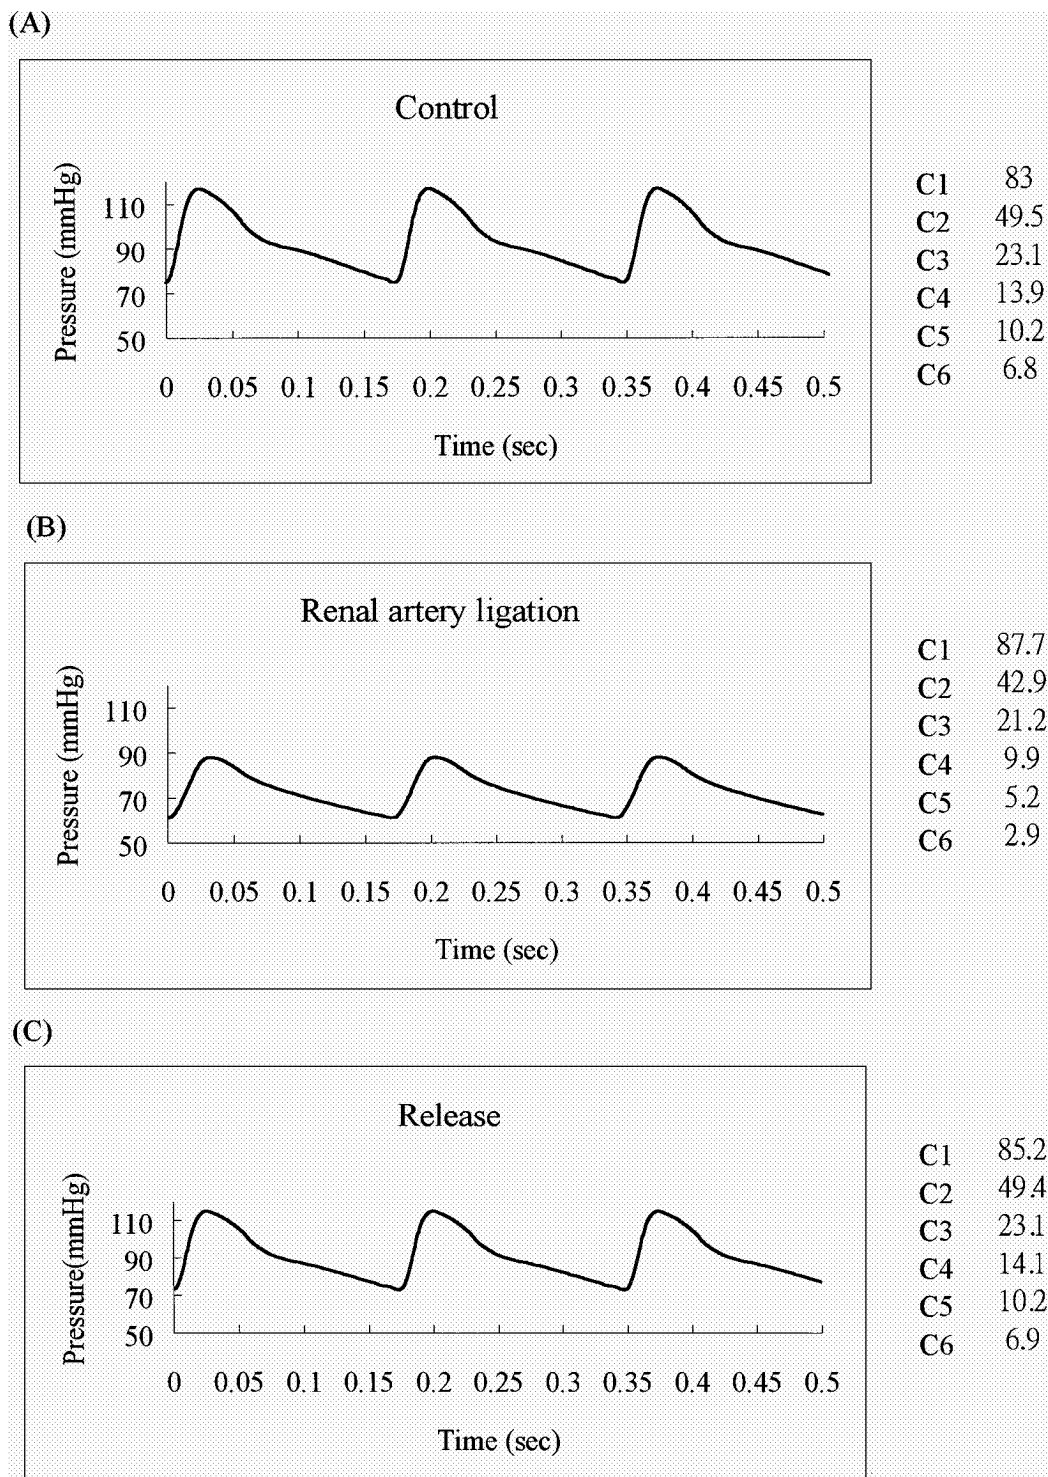 (A)
Control
Pressure (mmHg)
110
90
70
50
0 0.05 0.1 0.15 0.2 0.25 0.3 0.35 0.4 0.45 0.5
Time (sec)
C1 83
C2 49.5
C3 23.1
C4 13.9
C5 10.2
C6 6.8
(B)
Renal artery ligation
Pressure (mmHg)
110
90
70
50
0 0.05 0.1 0.15 0.2 0.25 0.3 0.35 0.4 0.45 0.5
Time (sec)
C1 87.7
C2 42.9
C3 21.2
C4 9.9
C5 5.2
C6 2.9
(C)
Release
Pressure(mmHg)
110
90
70
50
0 0.05 0.1 0.15 0.2 0.25 0.3 0.35 0.4 0.45 0.5
Time (sec)
C1 85.2
C2 49.4
C3 23.1
C4 14.1
C5 10.2
C6 6.9